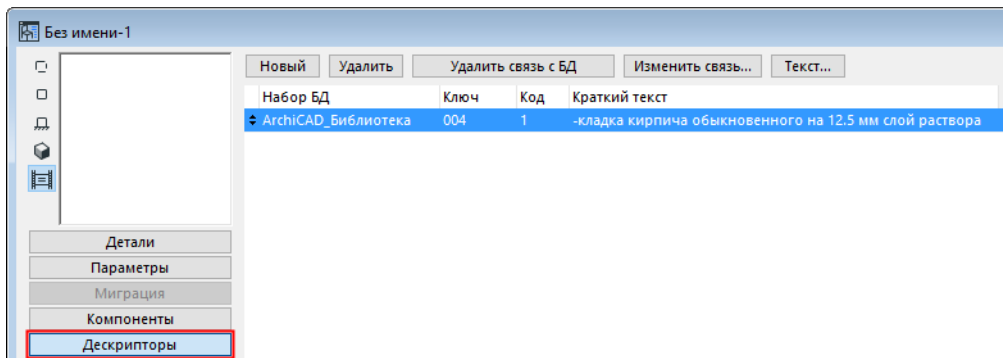 Без имени-1
Новый Удалить Удалить связь с БД Изменить связь... Текст...
Набор БД Ключ Код Краткий текст
ArchiCAD_Библиотека 004 1 -кладка кирпича обыкновенного на 12.5 мм слой раствора
Детали
Параметры
Миграция
Компоненты
Дескрипторы